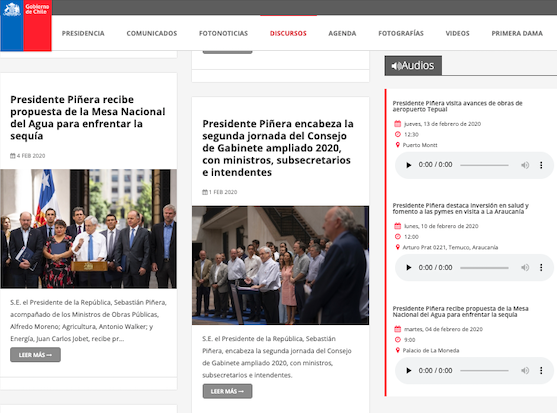 Gobierno
de Chile
PRESIDENCIA
COMUNICADOS
FOTONOTICIAS
DISCURSOS
AGENDA
FOTOGRAFÍAS
VIDEOS
PRIMERA DAMA
Presidente Piñera recibe
propuesta de la Mesa Nacional
del Agua para enfrentar la
sequía
4 FEB 2020
S.E. el Presidente de la República, Sebastián Piñera,
acompañado de los Ministros de Obras Públicas,
Alfredo Moreno; Agricultura, Antonio Walker; y
Energía, Juan Carlos Jobet, recibe pr...
LEER MÁS
Presidente Piñera encabeza la
segunda jornada del Consejo
de Gabinete ampliado 2020,
con ministros, subsecretarios
e intendentes
1 FEB 2020
S.E. el Presidente de la República, Sebastián
Piñera, encabeza la segunda jornada del Consejo
de Gabinete ampliado 2020, con ministros,
subsecretarios e intendentes.
LEER MÁS
Audios
Presidente Piñera visita avances de obras de
aeropuerto Tepual
jueves, 13 de febrero de 2020
12:30
Puerto Montt
0:00 / 0:00
Presidente Piñera destaca inversión en salud y
fomento a las pymes en visita a La Araucanía
lunes, 10 de febrero de 2020
12:00
Arturo Prat 0221, Temuco, Araucanía
0:00 / 0:00
Presidente Piñera recibe propuesta de la Mesa
Nacional del Agua para enfrentar la sequía
martes, 04 de febrero de 2020
9:00
Palacio de La Moneda
0:00 / 0:00